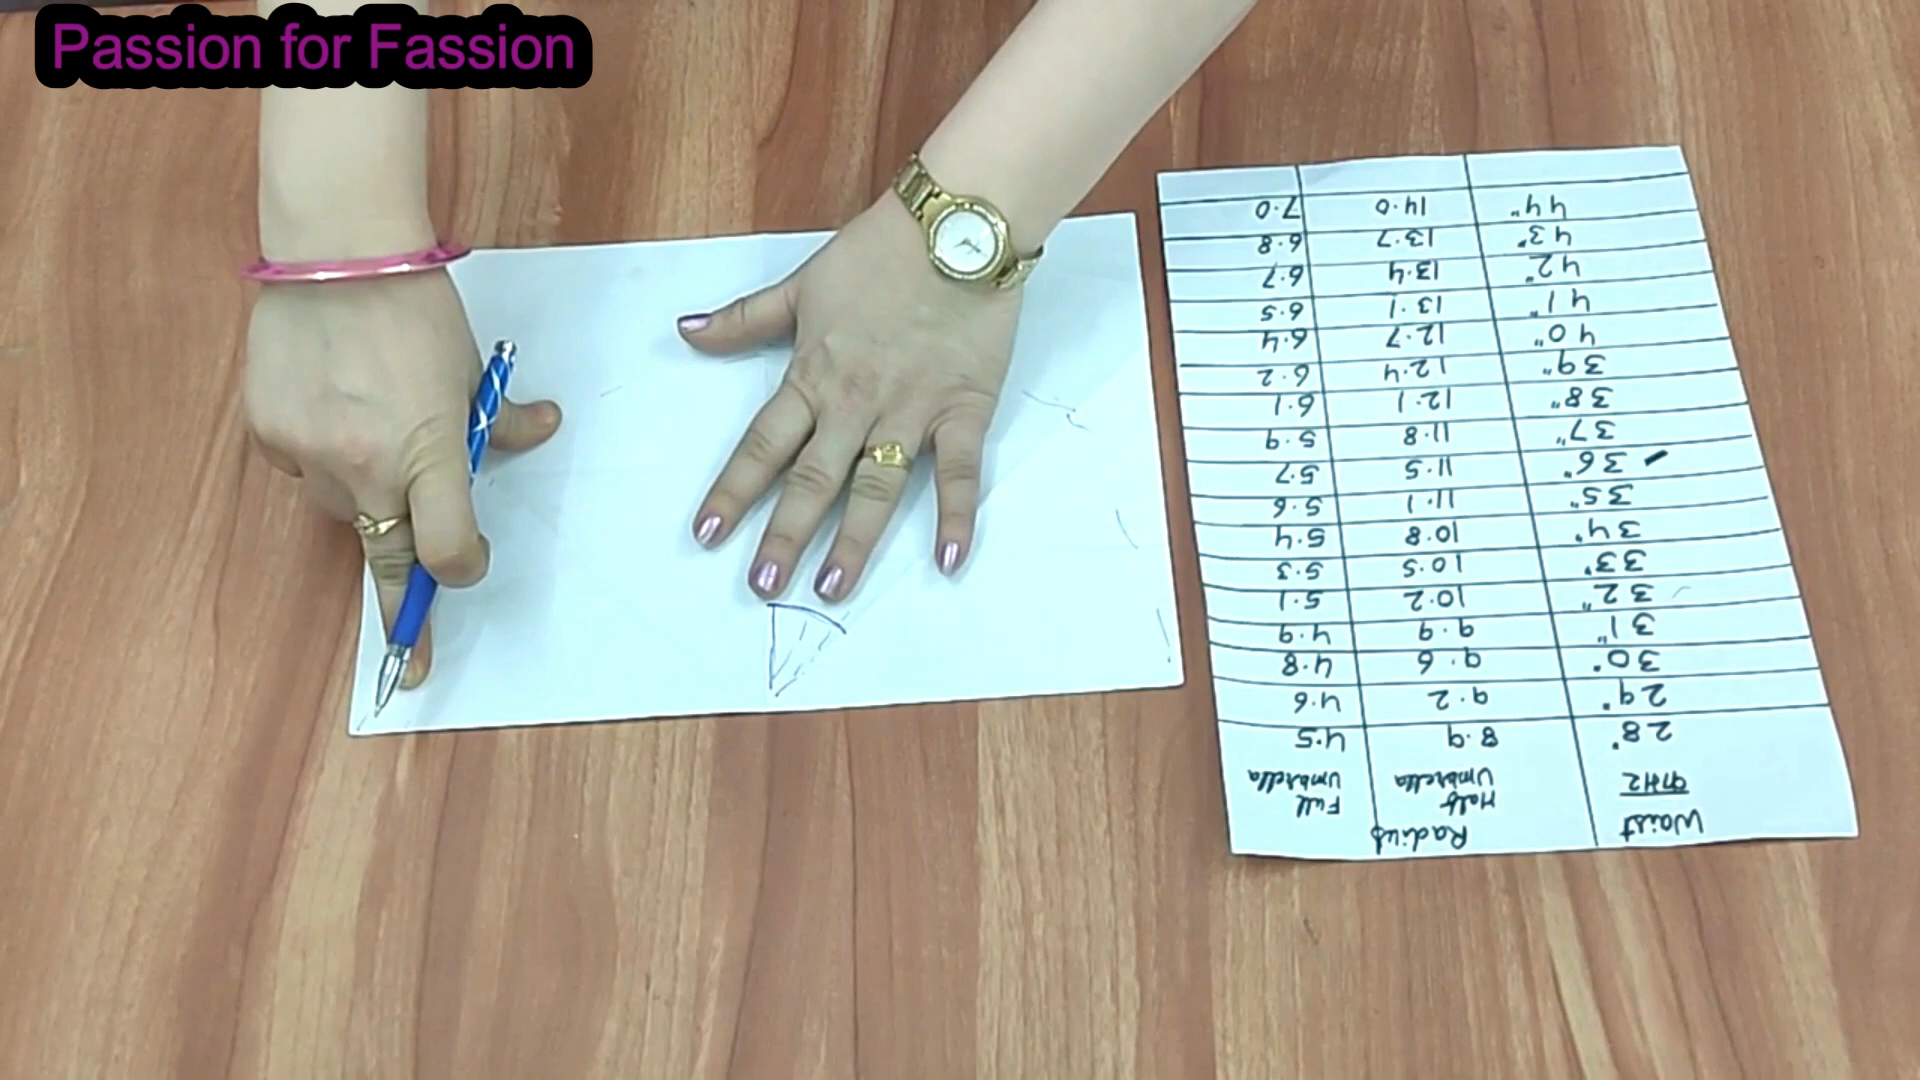 Passion for Fassion
Waist Radius
Half Full
Umbrella Umbrella
28" 8.9 4.5
29" 9.2 4.6
30" 9.6 4.8
31" 9.9 4.9
32" 10.2 5.1
33" 10.5 5.3
34" 10.8 5.4
35" 11.1 5.6
36" 11.5 5.7
37" 11.8 5.9
38" 12.1 6.1
39" 12.4 6.2
40" 12.7 6.4
41" 13.1 6.5
42" 13.4 6.7
43" 13.7 6.8
44" 14.0 7.0